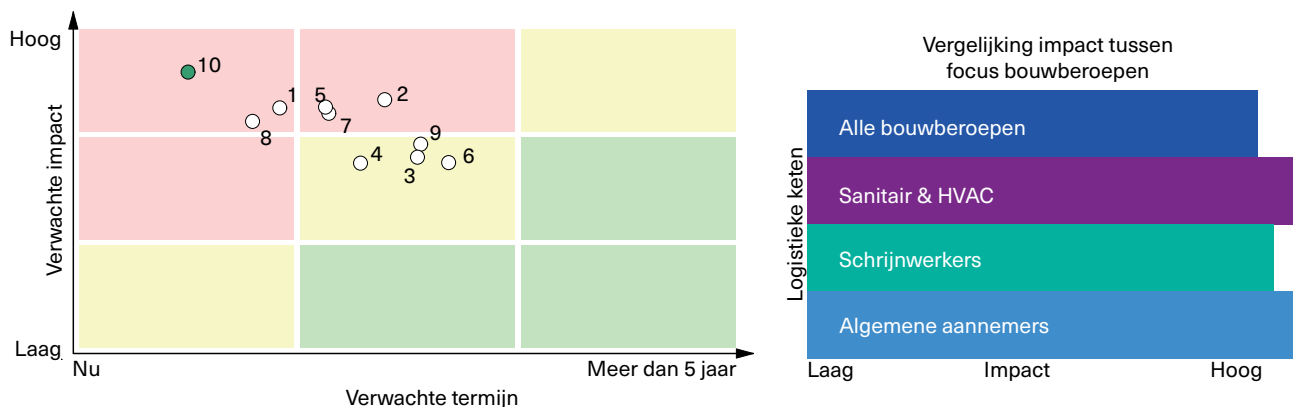 Hoog
Verwachte impact
Laag
Nu
Meer dan 5 jaar
Verwachte termijn
10
1
5
2
8
7
9
4
3
6
Vergelijking impact tussen
focus bouwberoepen
Logistieke keten
Alle bouwberoepen
Sanitair & HVAC
Schrijnwerkers
Algemene aannemers
Laag
Impact
Hoog